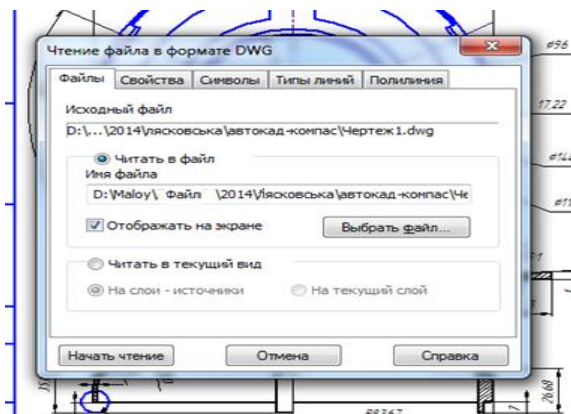 Чтение файла в формате DWG
Файлы Свойства Символы Типы линий Полилиния
Исходный файл
D:\...\2014\лясковська\автокад-компас\Чертеж1.dwg
Читать в файл
Имя файла
D:\Maloy\, Файл \2014\Лясковська\автокад-компас\Че
Отображать на экране
Выбрать файл...
Читать в текущий вид
На слои - источники
На текущий слой
Начать чтение
Отмена
Справка
ø96
17,22
2668